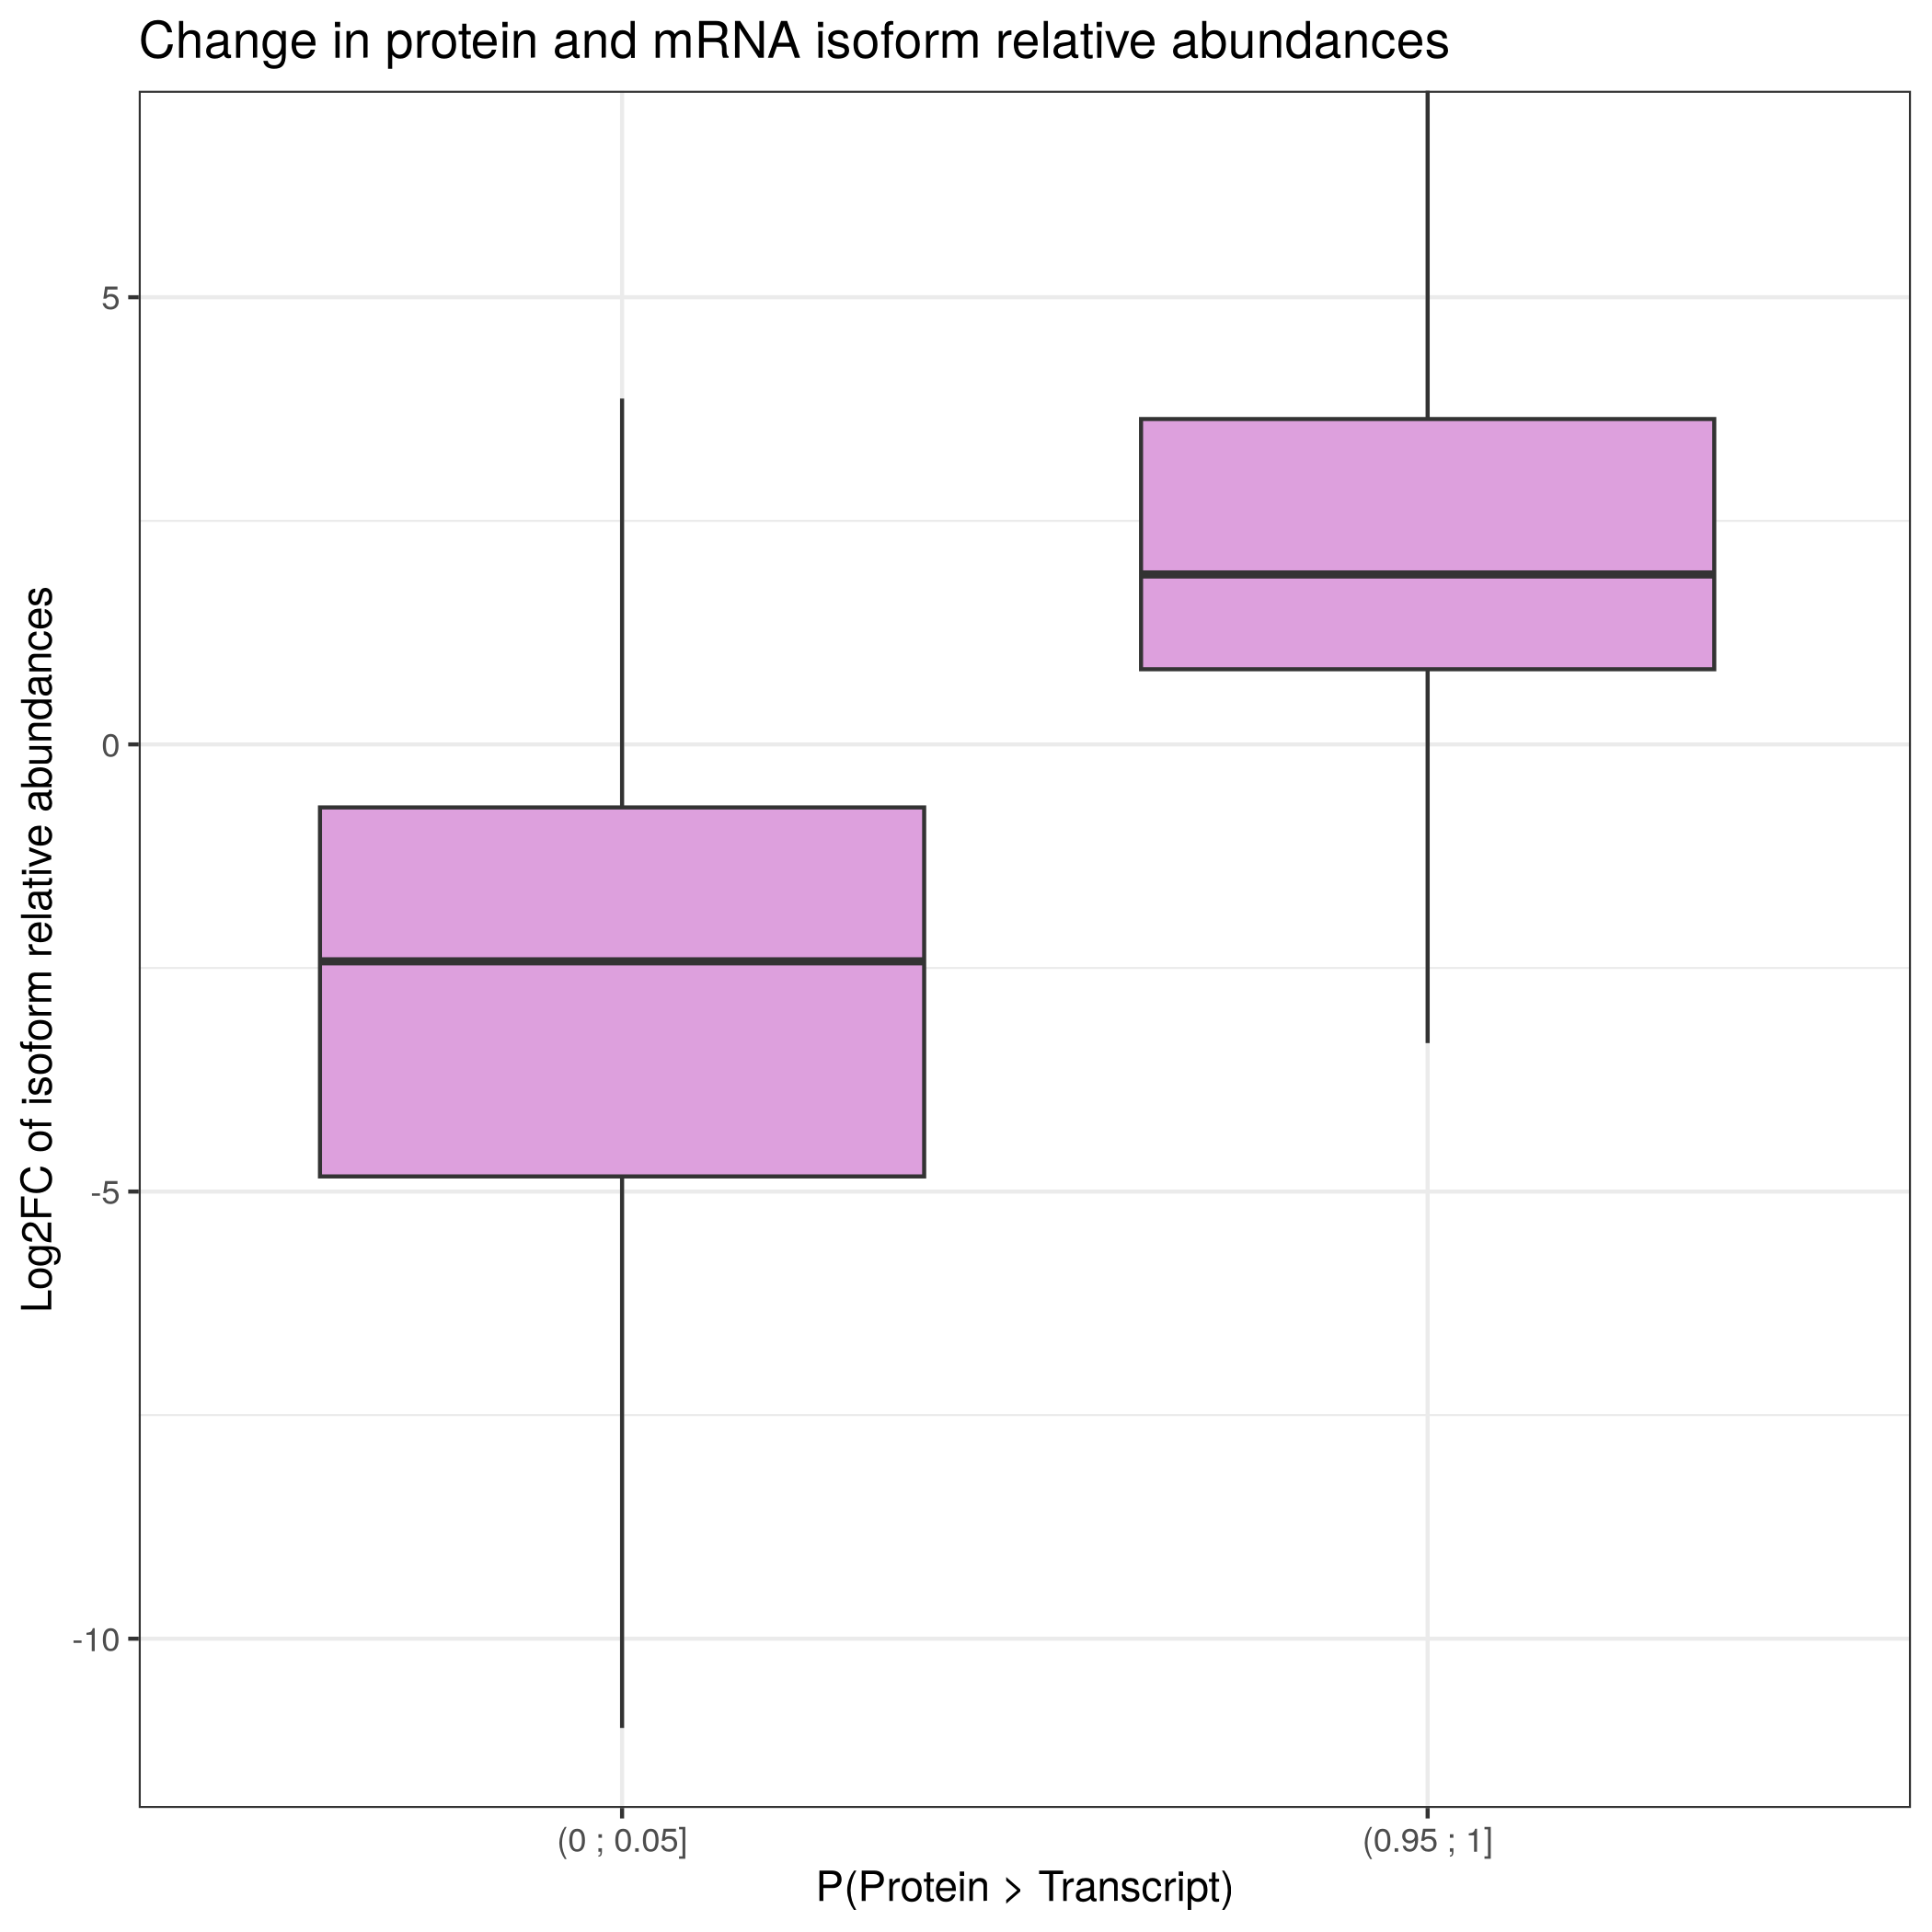 Change in protein and mRNA isoform relative abundances
Log2FC of isoform relative abundances
5
0
-5
-10
(0 ; 0.05]
(0.95 ; 1]
P(Protein > Transcript)